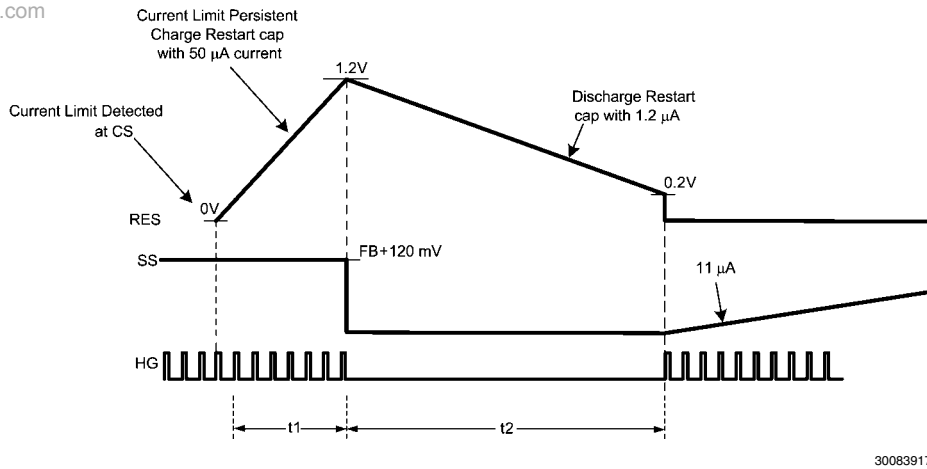 .com
Current Limit Persistent
Charge Restart cap
with 50 μA current
1.2V
Current Limit Detected
at CS
Discharge Restart
cap with 1.2 μA
0V
0.2V
RES
SS
FB+120 mV
11 μA
HG
t1
t2
30083917